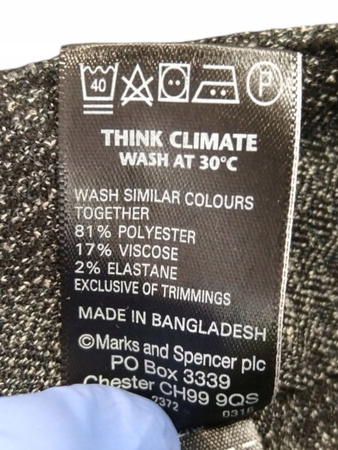 40 P
THINK CLIMATE
WASH AT 30°C
WASH SIMILAR COLOURS
TOGETHER
81% POLYESTER
17% VISCOSE
2% ELASTANE
EXCLUSIVE OF TRIMMINGS
MADE IN BANGLADESH
©Marks and Spencer plc
PO Box 3339
Chester CH99 9QS
2372